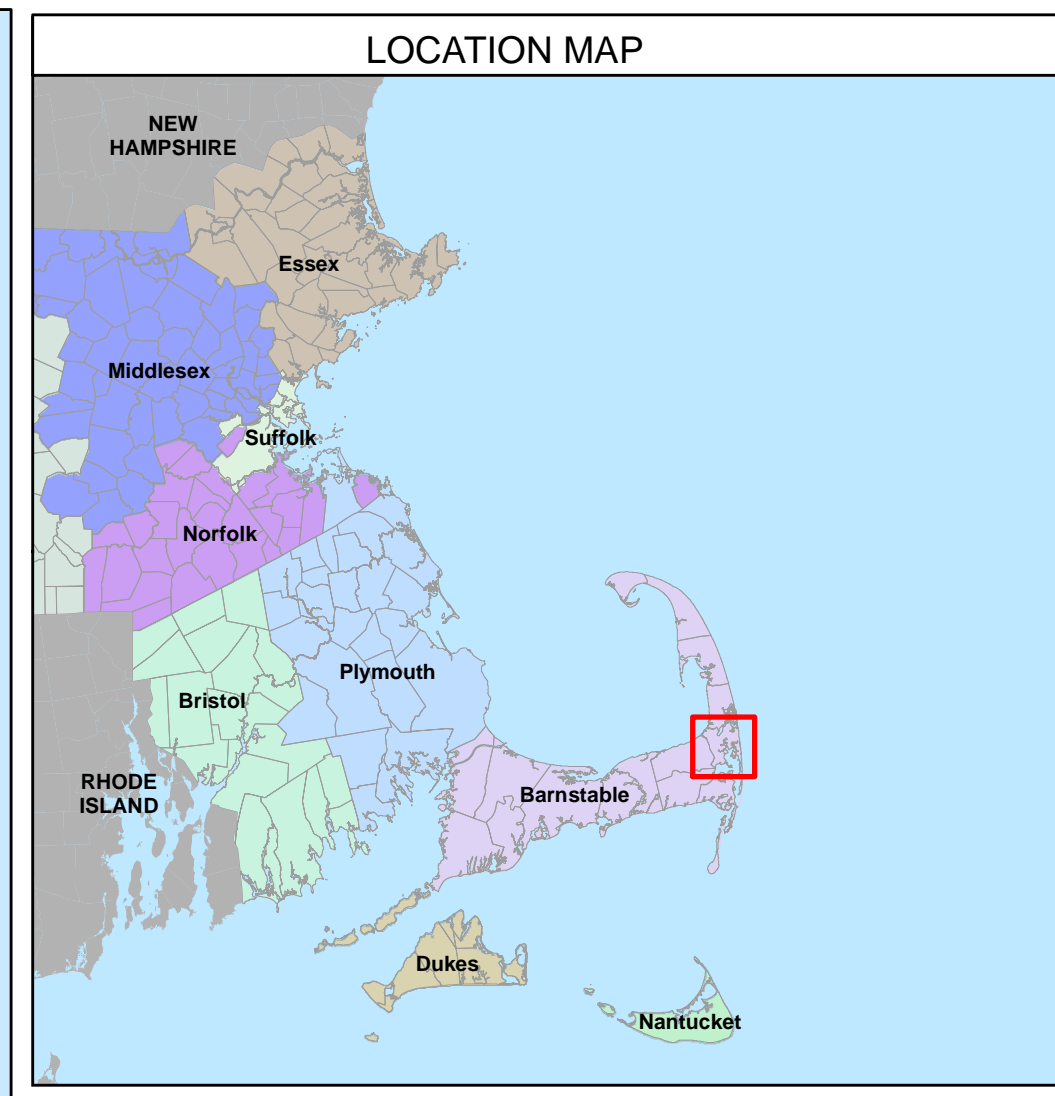 LOCATION MAP
NEW
HAMPSHIRE
Essex
Middlesex
Suffolk
Norfolk
Plymouth
Bristol
RHODE
ISLAND
Barnstable
Dukes
Nantucket